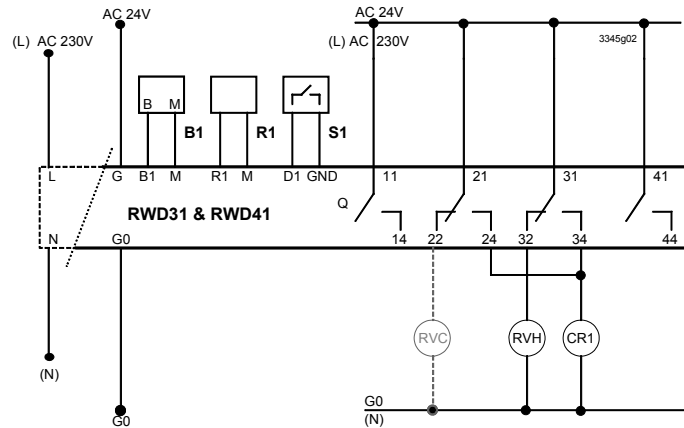 AC 24V
AC 24V
(L) AC 230V
(L) AC 230V
3345g02
B M
B1
R1
S1
L G B1 M R1 M D1 GND 11 21 31 41
Q
RWD31 & RWD41
N G0 14 22 24 32 34 44
RVC RVH CR1
(N)
G0
G0
(N)